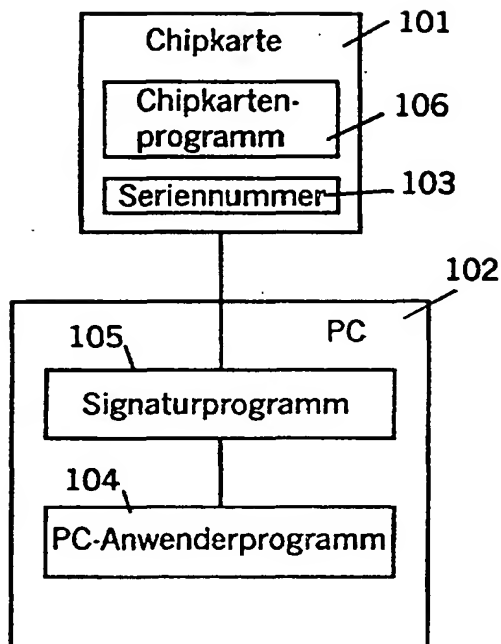 Chipkarte
101
Chipkarten-
programm
106
Seriennummer
103
102
PC
105
Signaturprogramm
104
PC-Anwenderprogramm